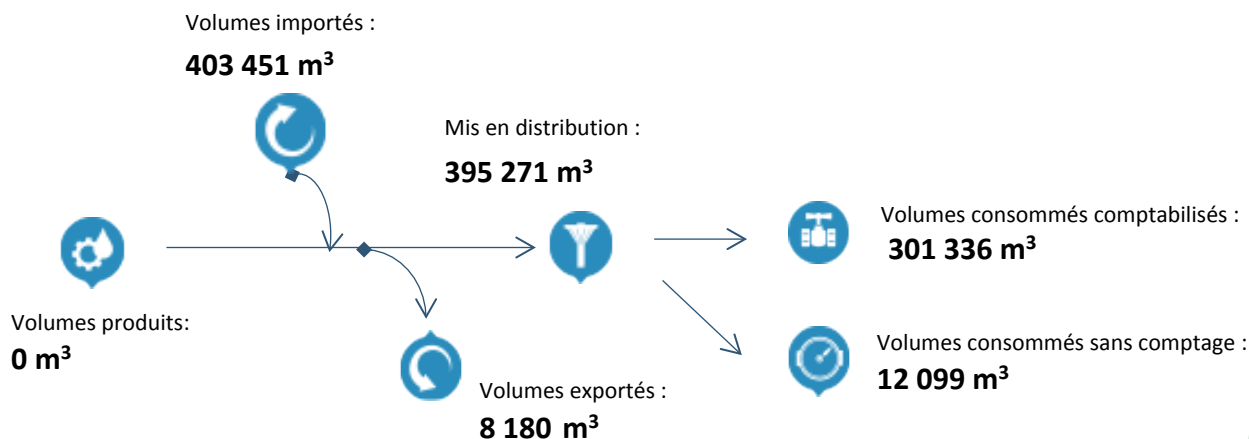 Volumes importés :
403 451 m³
Mis en distribution :
395 271 m³
Volumes consommés comptabilisés :
301 336 m³
Volumes produits:
0 m³
Volumes consommés sans comptage :
12 099 m³
Volumes exportés :
8 180 m³